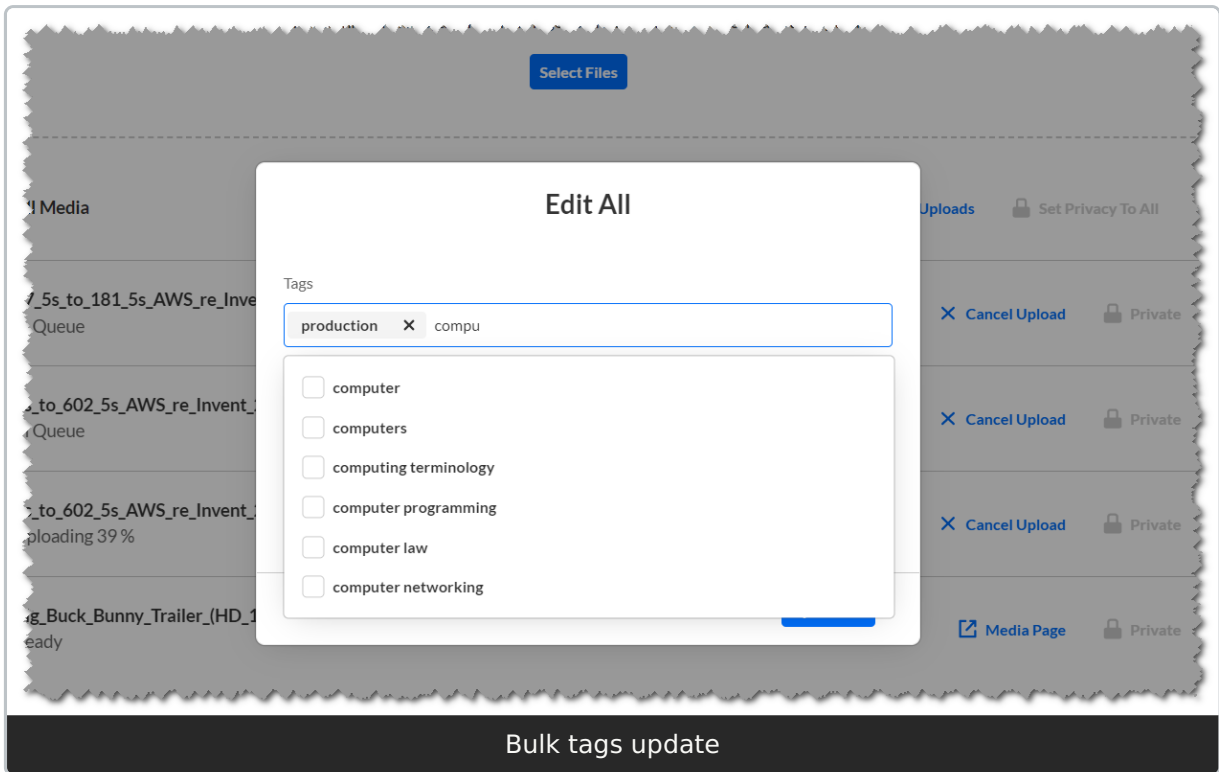 Select Files
Edit All
Media
Uploads
Set Privacy To All
Tags
_5s_to_181_5s_AWS_re_Inve
Queue
Cancel Upload
Private
production
compu
computer
computers
computing terminology
computer programming
computer law
computer networking
_to_602_5s_AWS_re_Invent_
Queue
Cancel Upload
Private
_to_602_5s_AWS_re_Invent_
ploading 39 %
Cancel Upload
Private
g_Buck_Bunny_Trailer_(HD_1
eady
Media Page
Private
Bulk tags update